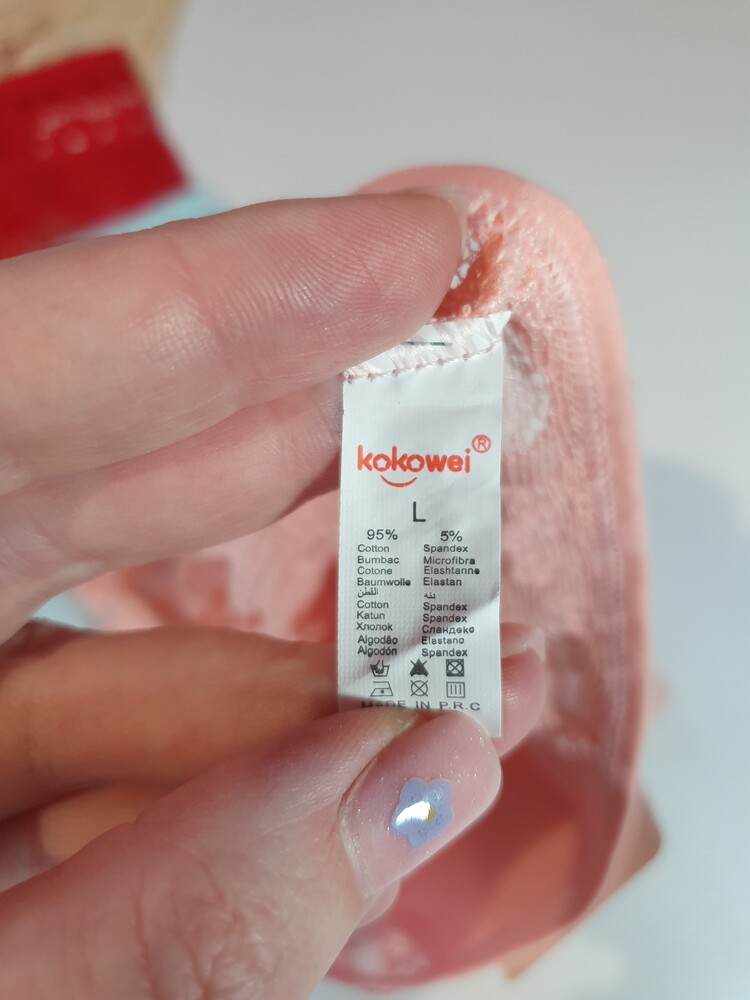 kokowei®
L
95% 5%
Cotton Spandex
Bumbac Microfibra
Cotone Elashtanne
Baumwolle Elastan
القطن
Cotton Spandex
Katun Spandex
Хлопок Спандекс
Algodão Elastano
Algodón Spandex
MADE IN P.R.C